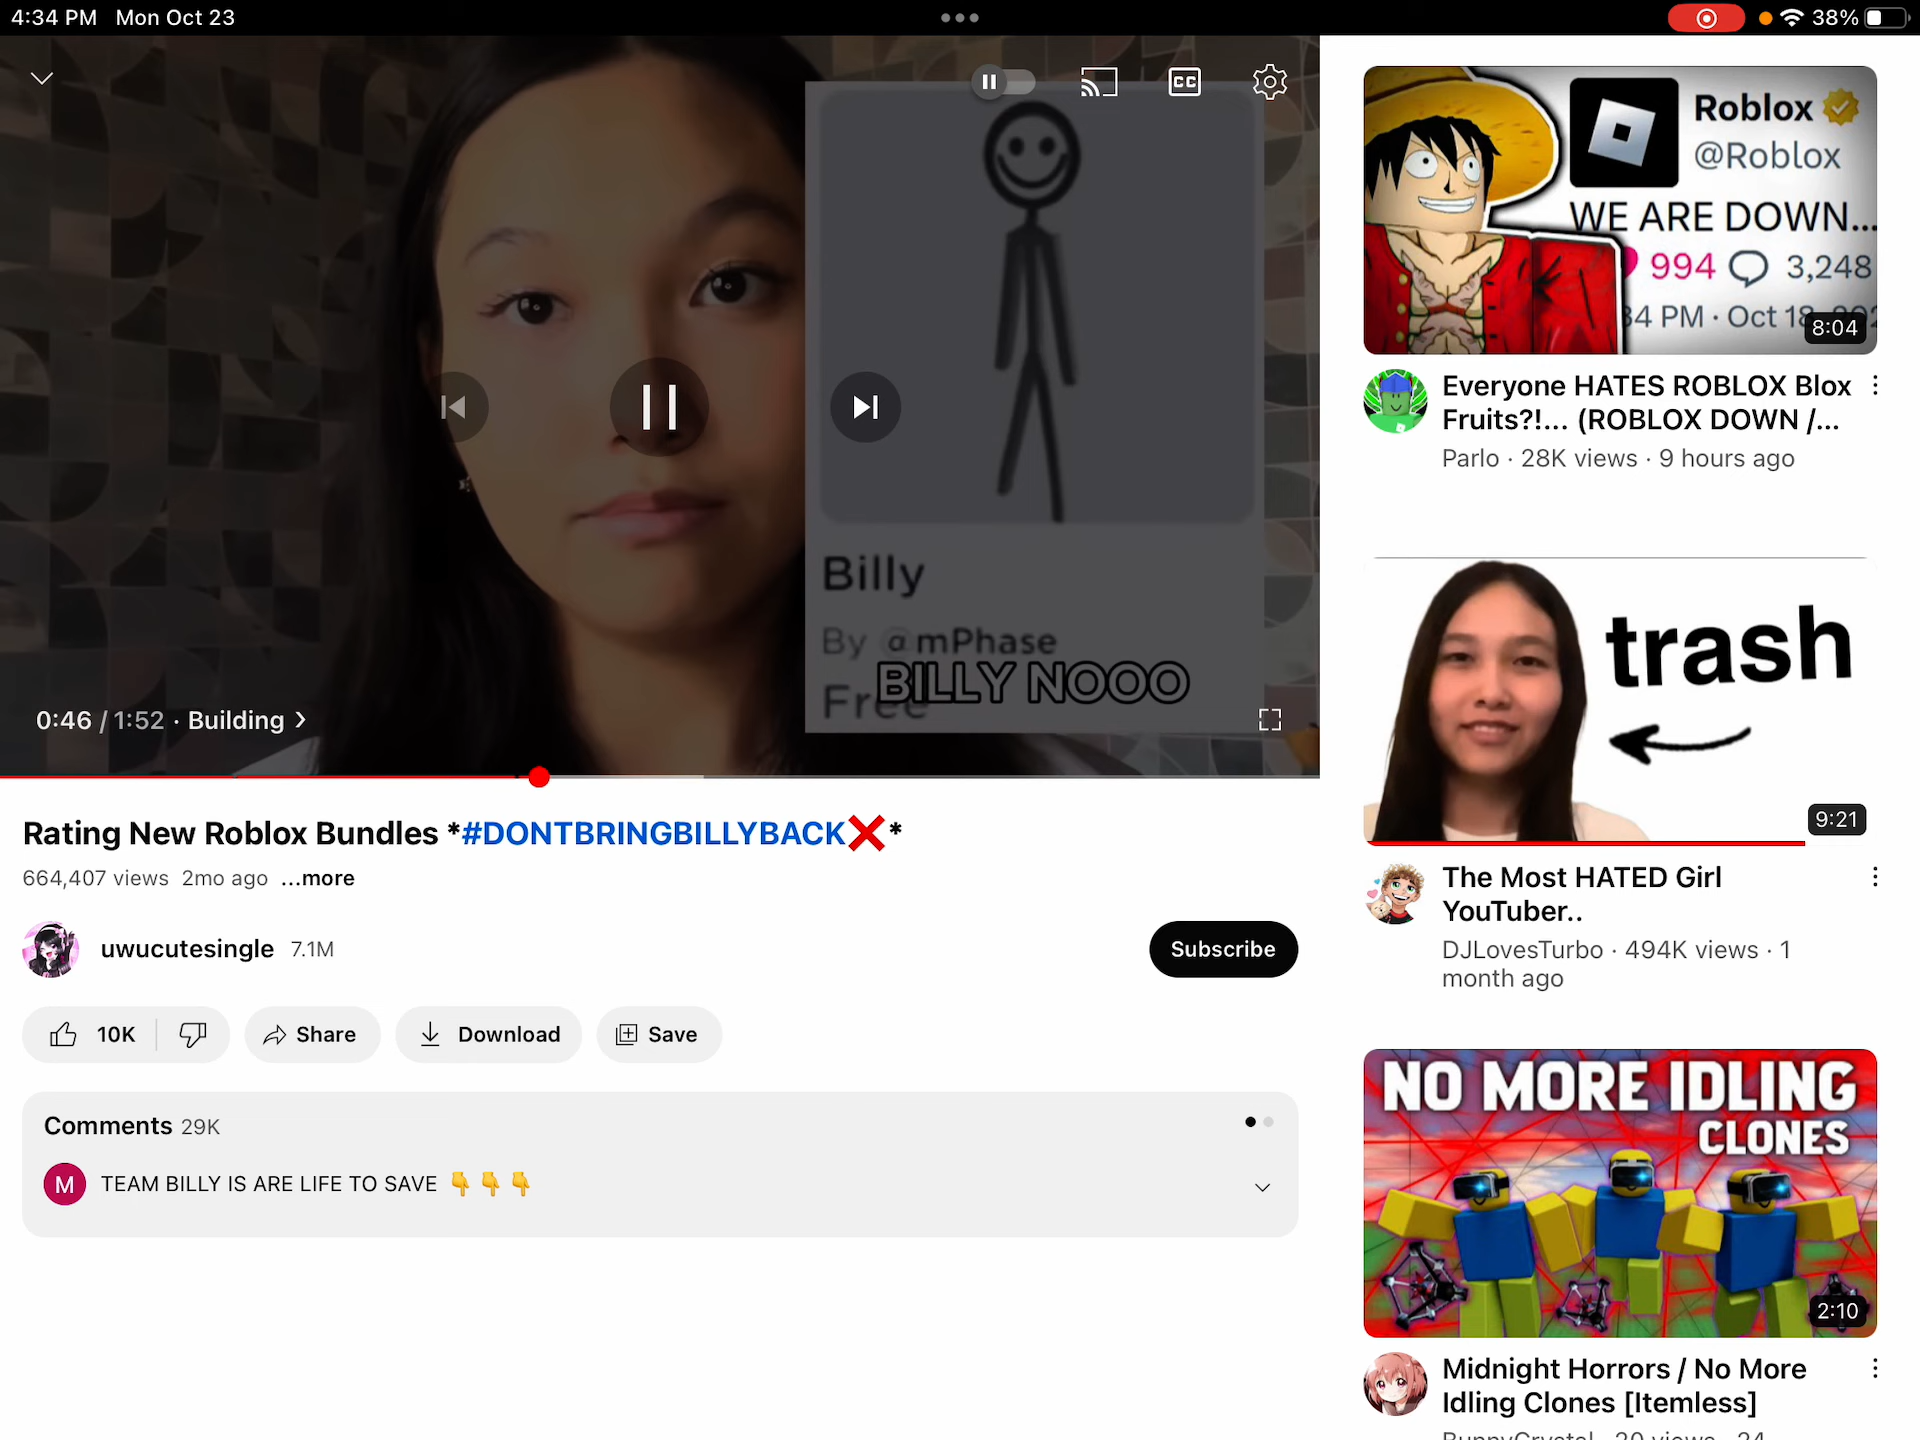 4:34 PM Mon Oct 23
38%
CC
Billy
By @mPhase
Free
BILLY NOOO
0:46 / 1:52 · Building >
Rating New Roblox Bundles *#DONTBRINGBILLYBACK❌*
664,407 views 2mo ago ...more
uwucutesingle 7.1M
Subscribe
10K
Share
Download
Save
Comments 29K
M
TEAM BILLY IS ARE LIFE TO SAVE 👇👇👇
Roblox
@Roblox
WE ARE DOWN...
994 3,248
34 PM · Oct 18,
8:04
Everyone HATES ROBLOX Blox
Fruits?!... (ROBLOX DOWN /...
Parlo · 28K views · 9 hours ago
trash
9:21
The Most HATED Girl
YouTuber..
DJLovesTurbo · 494K views · 1
month ago
NO MORE IDLING
CLONES
2:10
Midnight Horrors / No More
Idling Clones [Itemless]